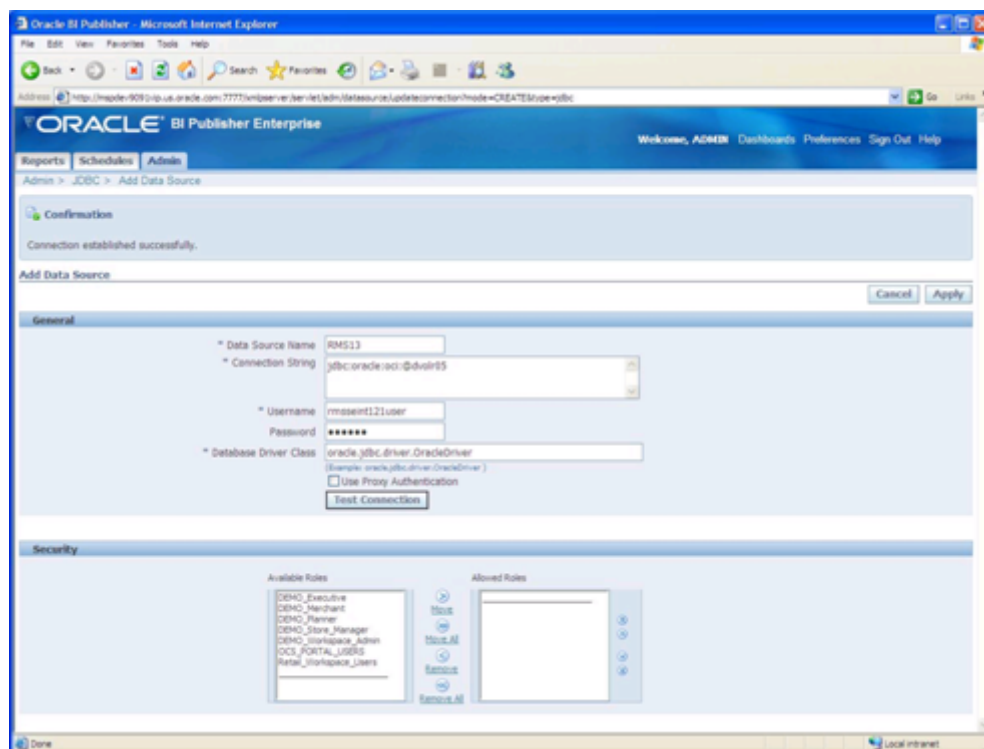 Oracle BI Publisher - Microsoft Internet Explorer
File Edit View Favorites Tools Help
Back Search Favorites
Address
Go Links
ORACLE BI Publisher Enterprise
Welcome, ADMIN Dashboards Preferences Sign Out Help
Reports Schedules Admin
Admin > JDBC > Add Data Source
Confirmation
Connection established successfully.
Add Data Source
Cancel Apply
General
* Data Source Name RMS13
* Connection String jdbc:oracle:oci:@dvolr05
* Username rmsseint121user
Password ••••••
* Database Driver Class oracle.jdbc.driver.OracleDriver
(Example: oracle.jdbc.driver.OracleDriver )
Use Proxy Authentication
Test Connection
Security
Available Roles Allowed Roles
DEMO_Executive
DEMO_Merchant
DEMO_Planner
DEMO_Store_Manager
DEMO_Workspace_Admin
OCS_PORTAL_USERS
Retail_Workspace_Users
Move
Move All
Remove
Remove All
Done Local intranet